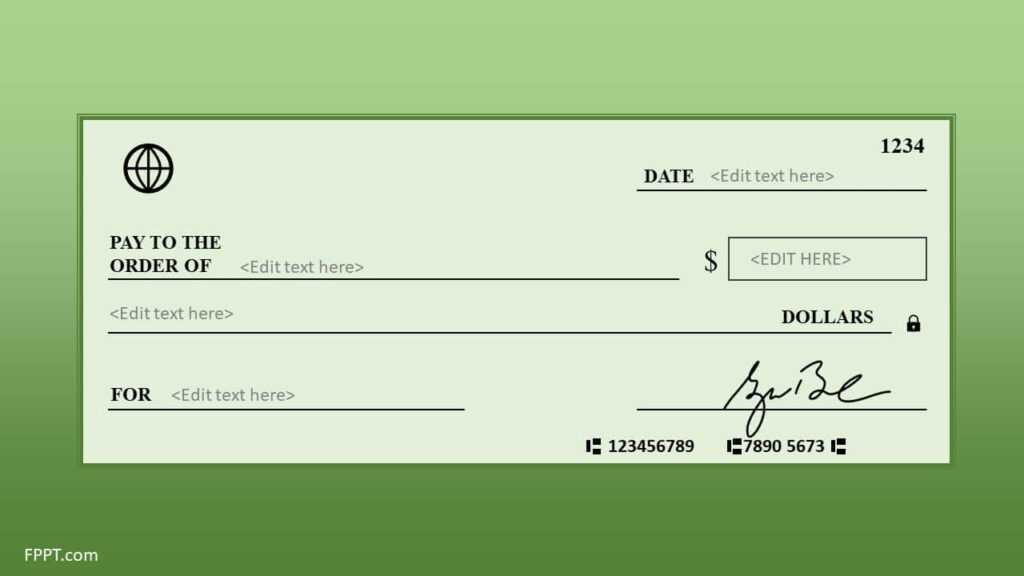 1234
DATE <Edit text here>
PAY TO THE
ORDER OF <Edit text here>
$ <EDIT HERE>
<Edit text here> DOLLARS
FOR <Edit text here>
123456789 7890 5673
FPPT.com